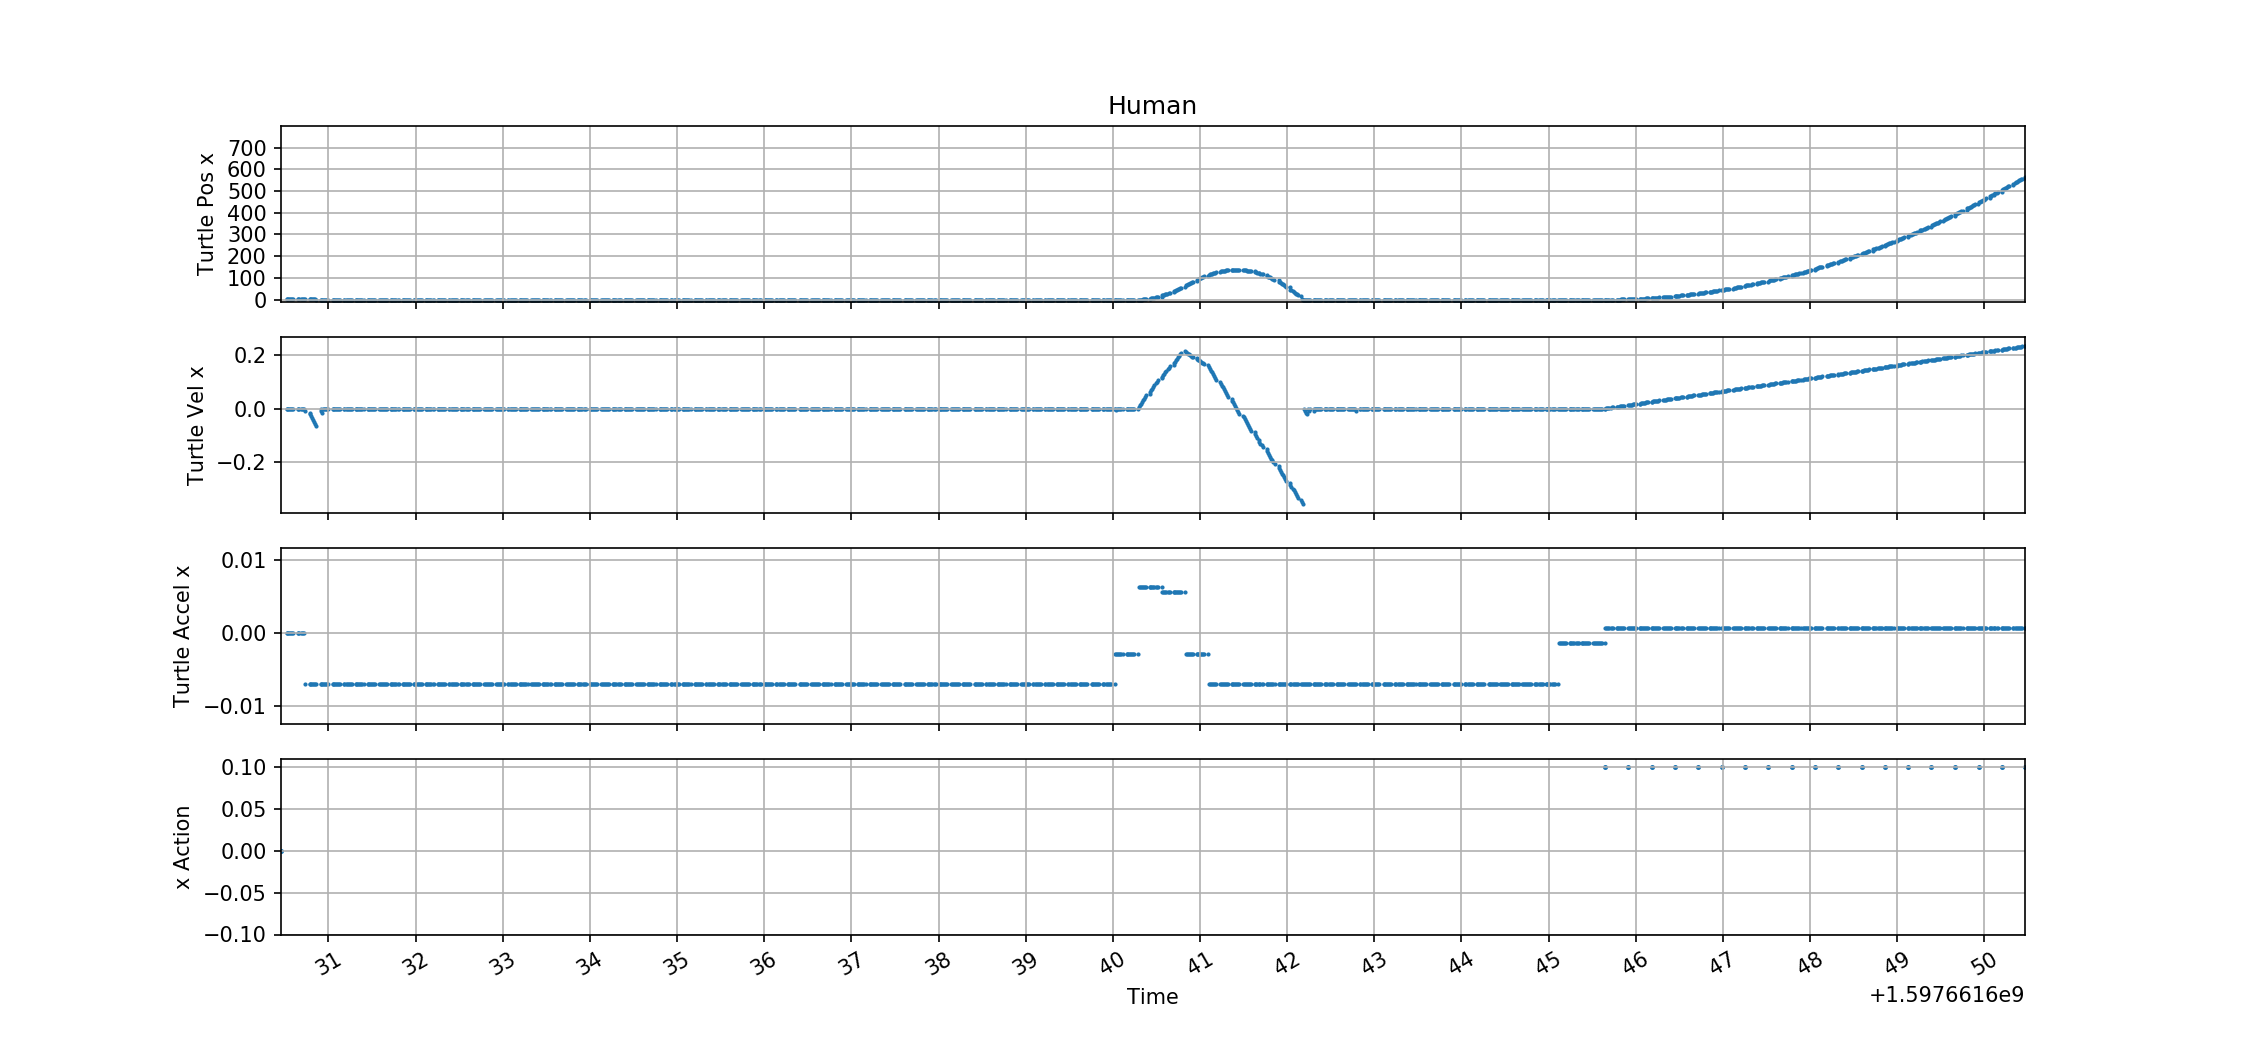 Human
Turtle Pos x
700
600
500
400
300
200
100
0
Turtle Vel x
0.2
0.0
−0.2
Turtle Accel x
0.01
0.00
−0.01
x Action
0.10
0.05
0.00
−0.05
−0.10
31 32 33 34 35 36 37 38 39 40 41 42 43 44 45 46 47 48 49 50
Time
+1.5976616e9